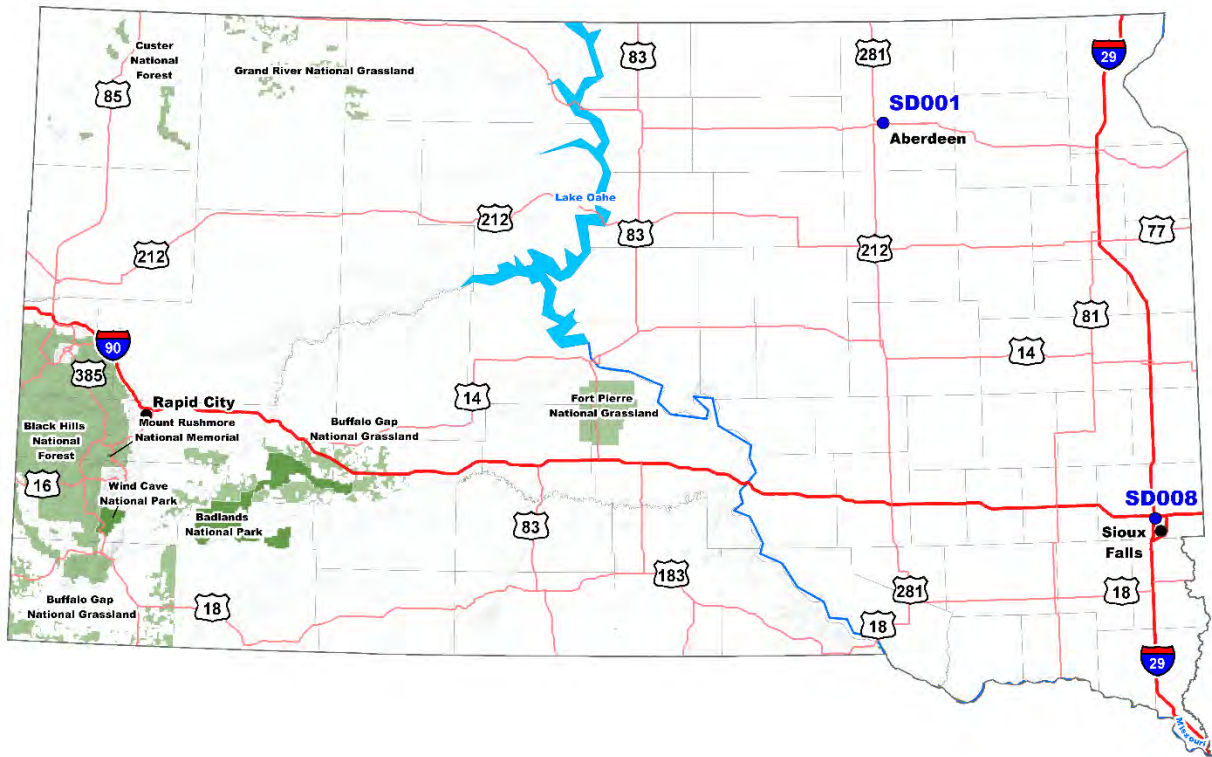 Custer
National
Forest
Grand River National Grassland
83
281
29
85
SD001
Aberdeen
Lake Oahe
212
83
77
212
212
81
90
14
385
Rapid City
Mount Rushmore
National Memorial
14
Fort Pierre
National Grassland
Buffalo Gap
National Grassland
Black Hills
National
Forest
16
Wind Cave
National Park
SD008
Badlands
National Park
83
Sioux
Falls
183
281
18
Buffalo Gap
National Grassland
18
18
29
Missouri